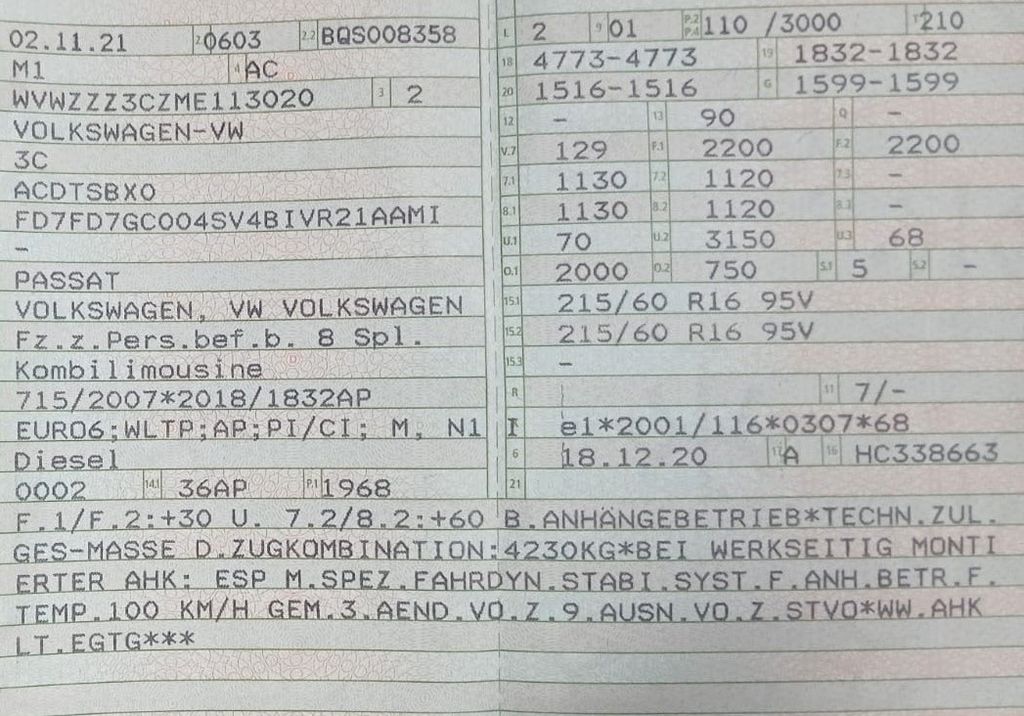 02.11.21 2 0603 2.2 BQS008358
M1 4 AC
WVWZZZ3CZME113020 3 2
VOLKSWAGEN-VW
3C
ACDTSBX0
FD7FD7GC004SV4BIVR21AAMI
–
PASSAT
VOLKSWAGEN, VW VOLKSWAGEN
Fz.z.Pers.bef.b. 8 Spl.
Kombilimousine
715/2007*2018/1832AP
EURO6;WLTP;AP;PI/CI; M, N1
Diesel
0002 14.1 36AP P.1 1968
L 2 9 01 P.2 P.4 110 /3000 T 210
18 4773-4773 19 1832-1832
20 1516-1516 G 1599-1599
12 – 13 90 Q –
V.7 129 F.1 2200 F.2 2200
7.1 1130 7.2 1120 7.3 –
8.1 1130 8.2 1120 8.3 –
U.1 70 U.2 3150 U.3 68
O.1 2000 O.2 750 S.1 5 S.2 –
15.1 215/60 R16 95V
15.2 215/60 R16 95V
15.3 –
R 11 7/-
K e1*2001/116*0307*68
6 18.12.20 17 A 16 HC338663
21
F.1/F.2:+30 U. 7.2/8.2:+60 B.ANHÄNGEBETRIEB*TECHN.ZUL.
GES-MASSE D.ZUGKOMBINATION:4230KG*BEI WERKSEITIG MONTI
ERTER AHK: ESP M.SPEZ.FAHRDYN.STABI.SYST.F.ANH.BETR.F.
TEMP.100 KM/H GEM.3.AEND.VO.Z.9.AUSN.VO.Z.STVO*WW.AHK
LT.EGTG***